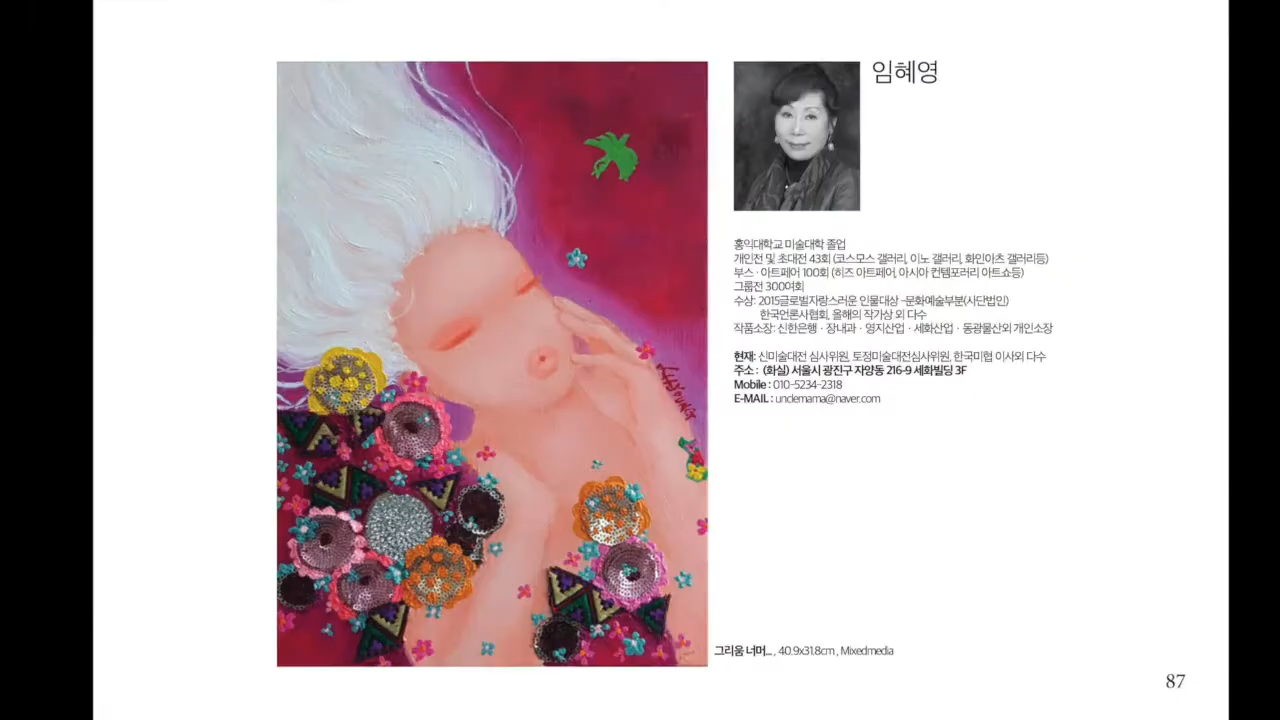 임혜영
홍익대학교 미술대학 졸업
개인전 및 초대전 43회 (코스모스 갤러리, 이노 갤러리, 화인아츠 갤러리등)
부스 · 아트페어 100회 (히즈 아트페어, 아시아 컨템포러리 아트쇼등)
그룹전 300여회
수상: 2015글로벌자랑스러운 인물대상 -문화예술부분(사단법인)
한국언론사협회, 올해의 작가상 외 다수
작품소장: 신한은행 · 장내과 · 영지산업 · 세화산업 · 동광물산외 개인소장
현재: 신미술대전 심사위원, 토정미술대전심사위원, 한국미협 이사외 다수
주소 : (화실) 서울시 광진구 자양동 216-9 세화빌딩 3F
Mobile : 010-5234-2318
E-MAIL : unclemama@naver.com
그리움 너머... , 40.9x31.8cm , Mixedmedia
87